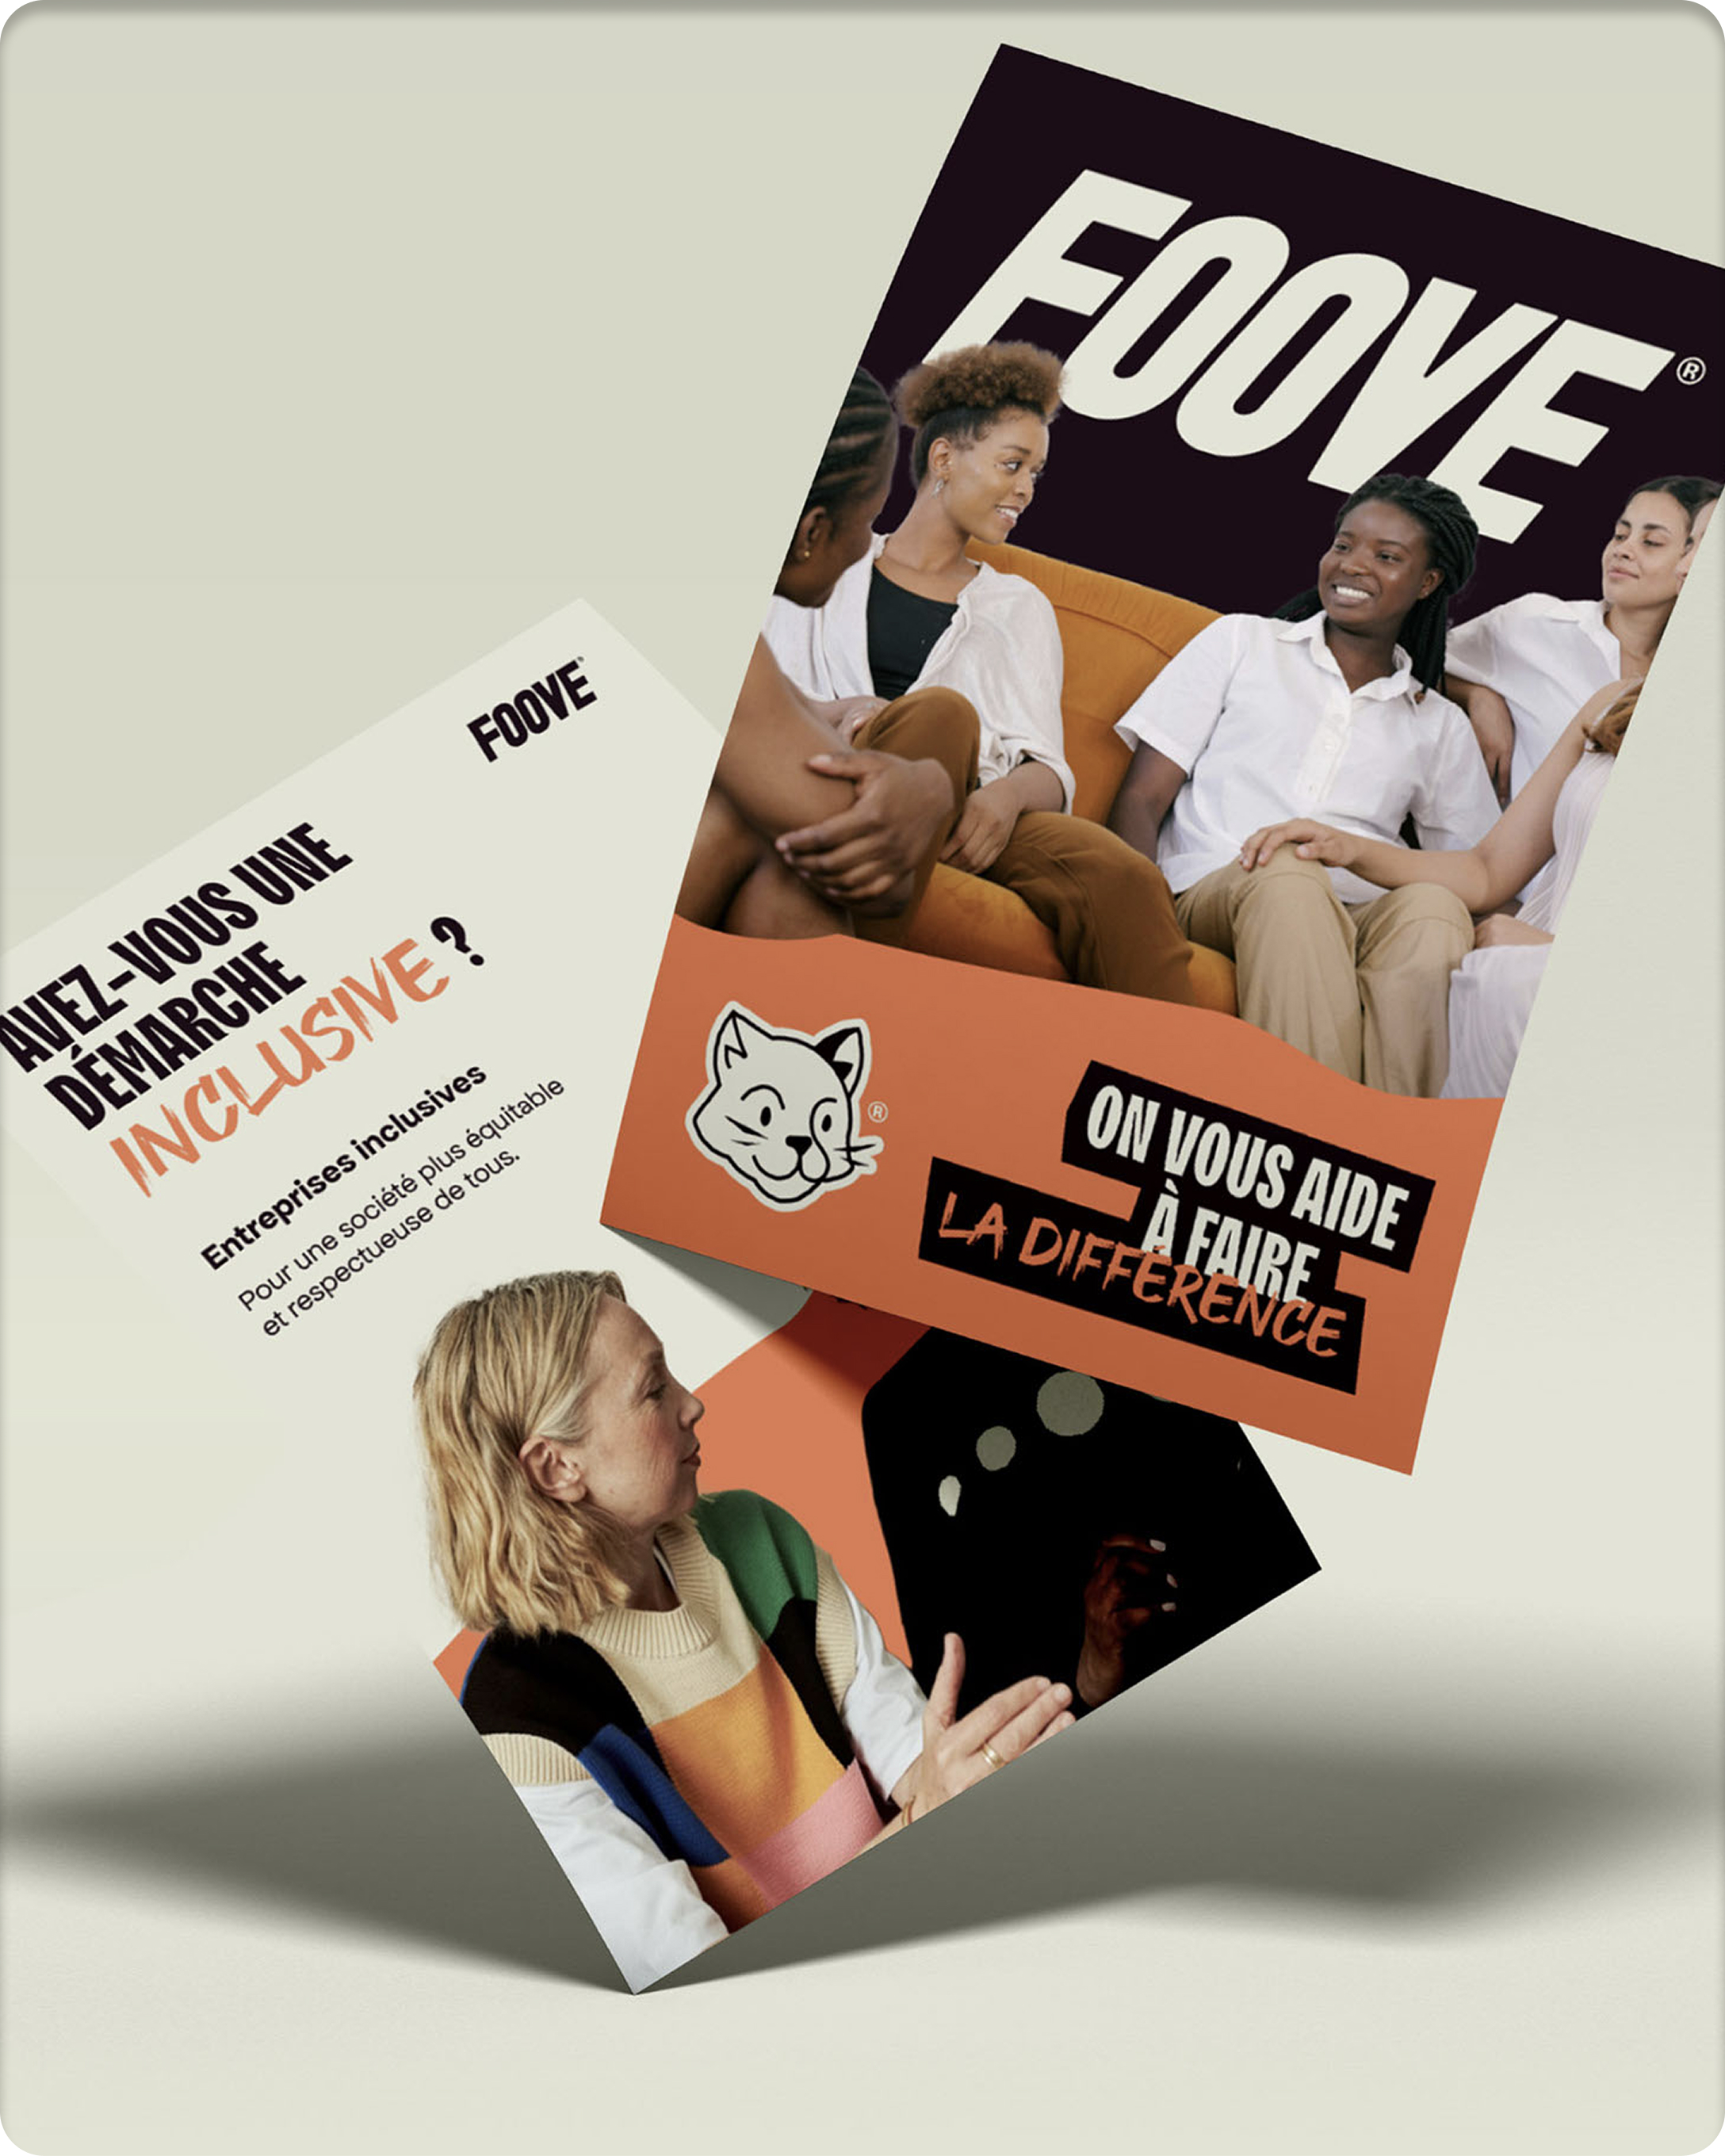 FOOVE®
ON VOUS AIDE
À FAIRE
LA DIFFÉRENCE
®
FOOVE
AVEZ-VOUS UNE
DÉMARCHE
INCLUSIVE ?
Entreprises inclusives
Pour une société plus équitable
et respectueuse de tous.